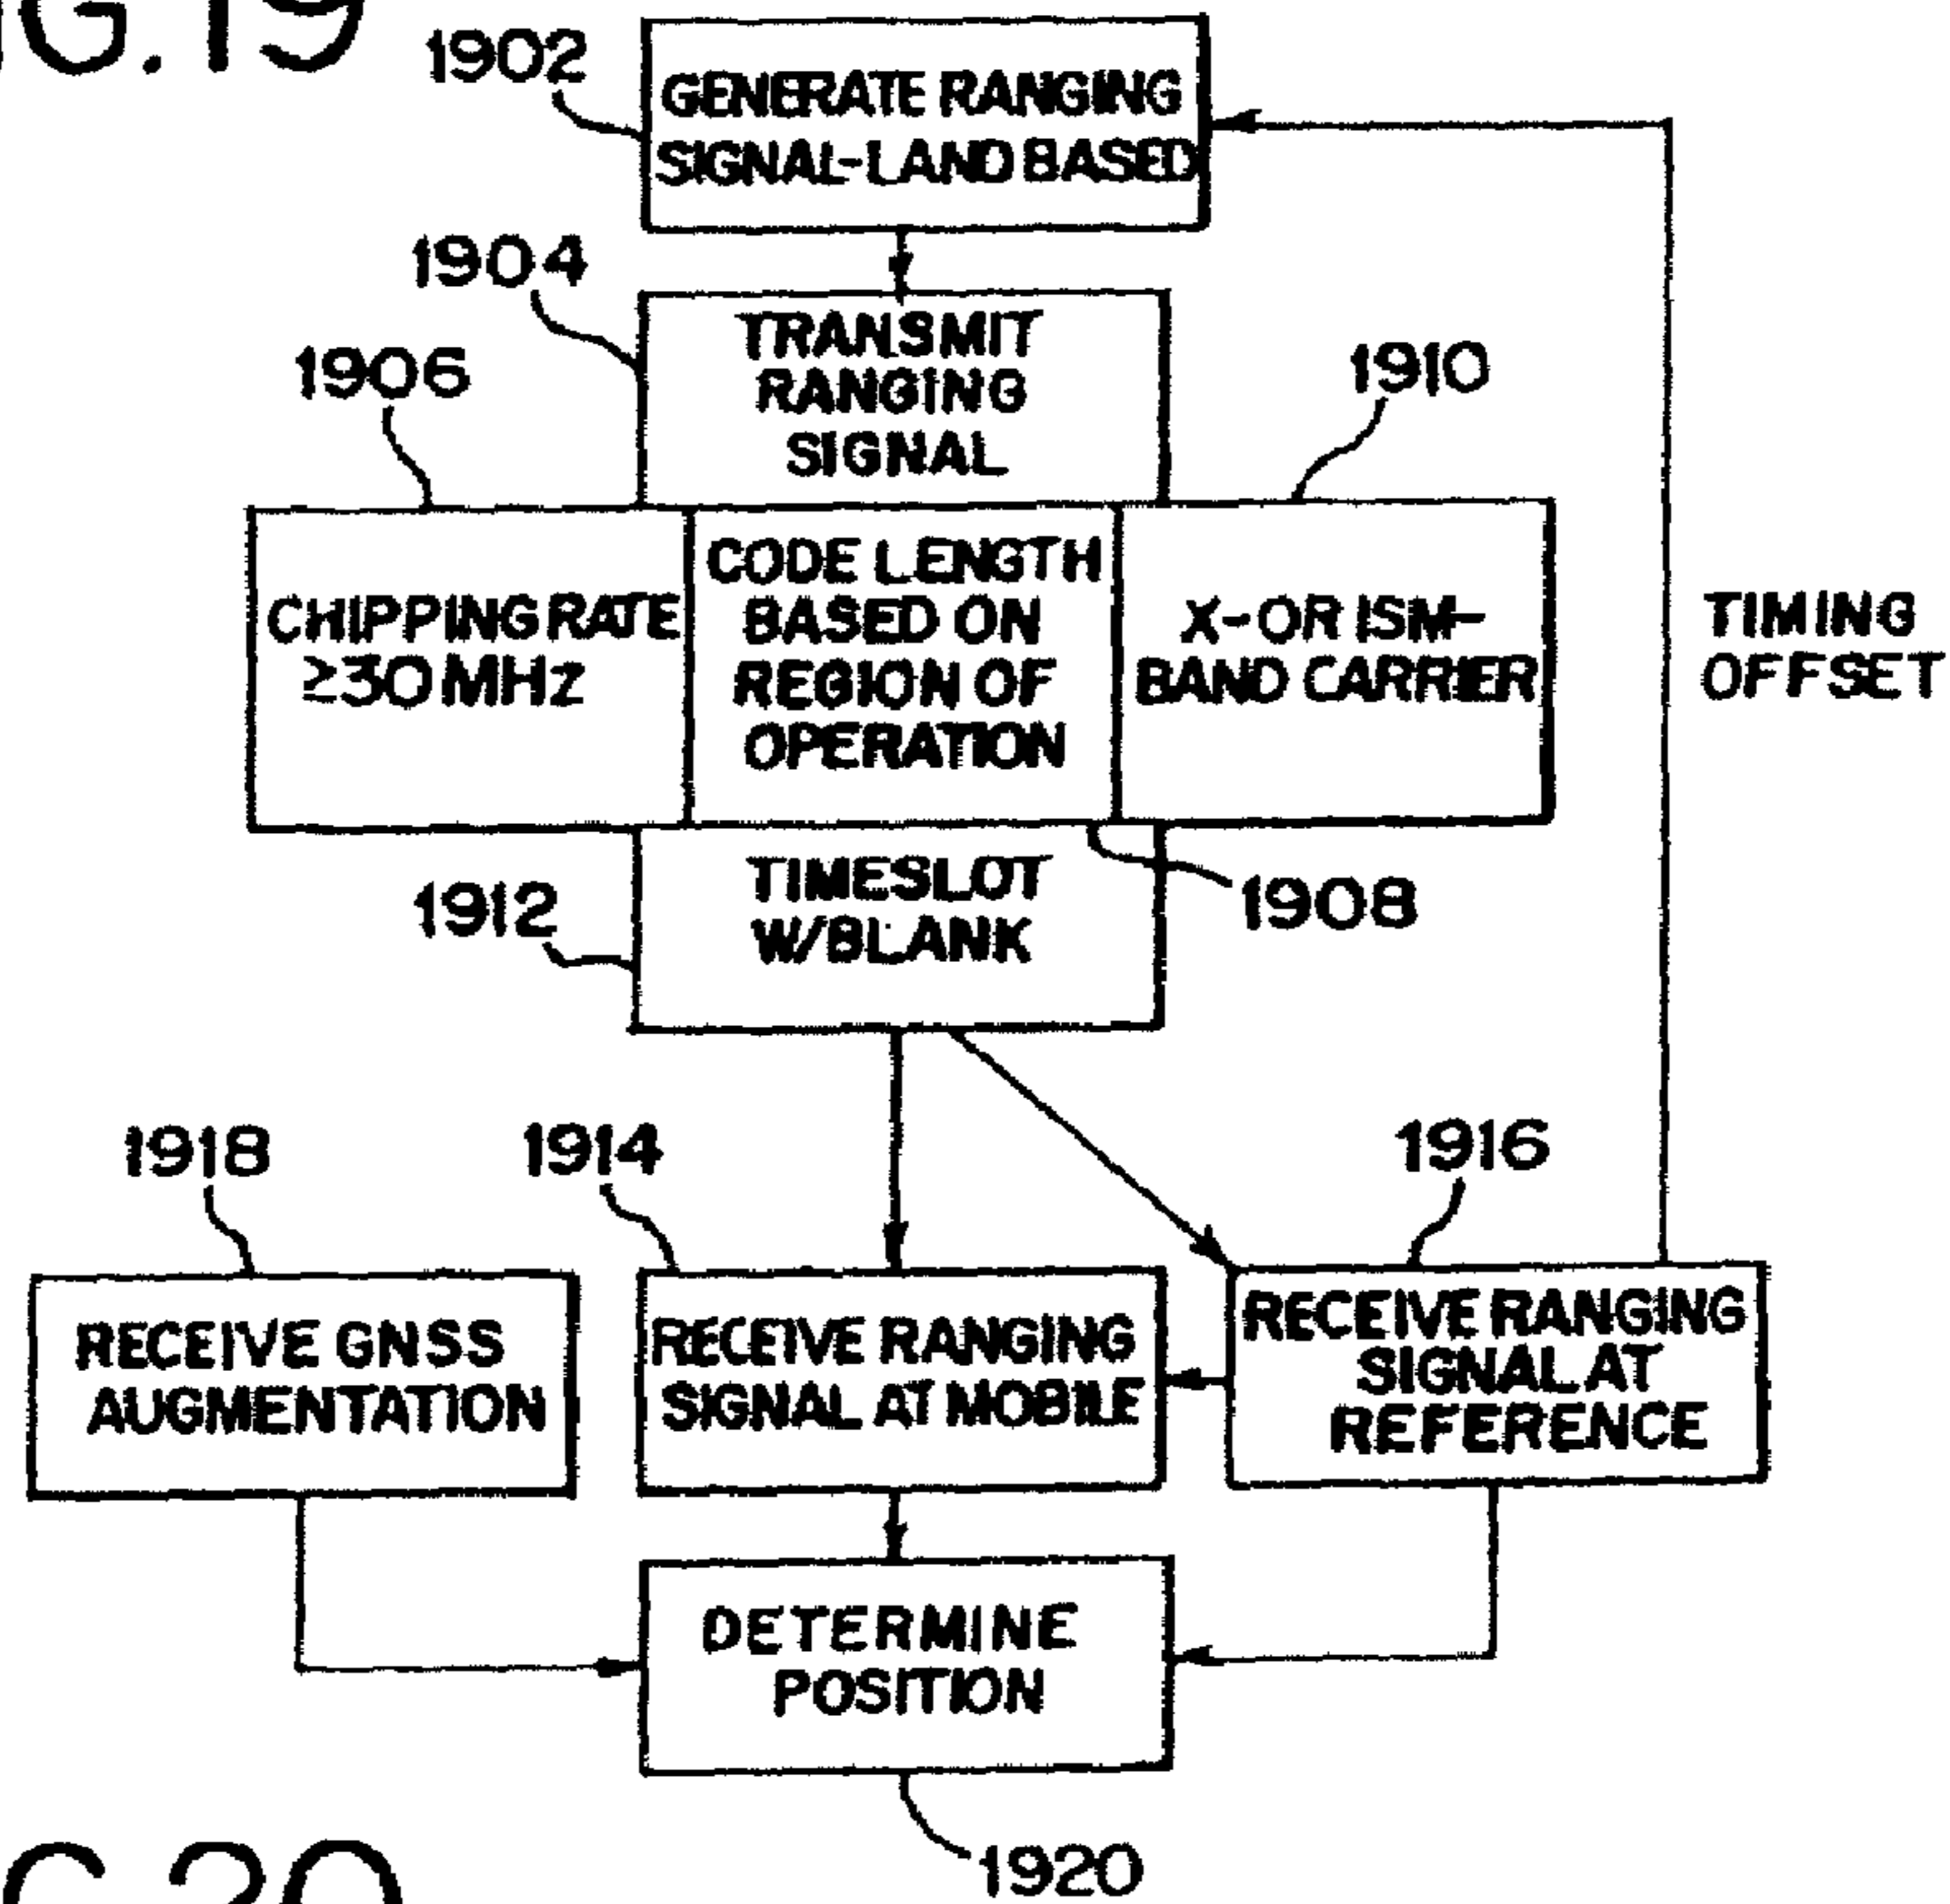 G.19
1902
GENERATE RANGING
SIGNAL-LAND BASED
1904
TRANSMIT
RANGING
SIGNAL
1906
1910
CHIPPING RATE
≥30 MHz
CODE LENGTH
BASED ON
REGION OF
OPERATION
X-OR ISM-
BAND CARRIER
TIMING
OFFSET
1912
TIMESLOT
W/BLANK
1908
1918
1914
1916
RECEIVE GNSS
AUGMENTATION
RECEIVE RANGING
SIGNAL AT MOBILE
RECEIVE RANGING
SIGNAL AT
REFERENCE
DETERMINE
POSITION
1920